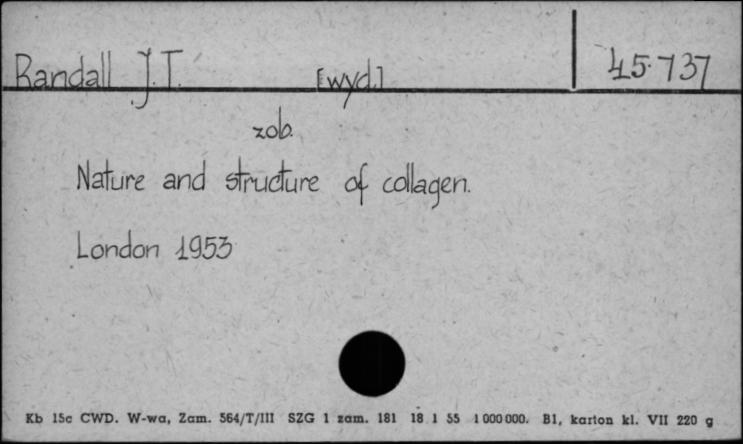 Randall J.T. [wyd.] 45.737
zob.
Nature and structure of collagen.
London 1953
Kb 15c CWD. W-wa, Zam. 564/T/III SZG 1 zam. 181 18 1 55 1 000 000. B1, karton kl. VII 220 g